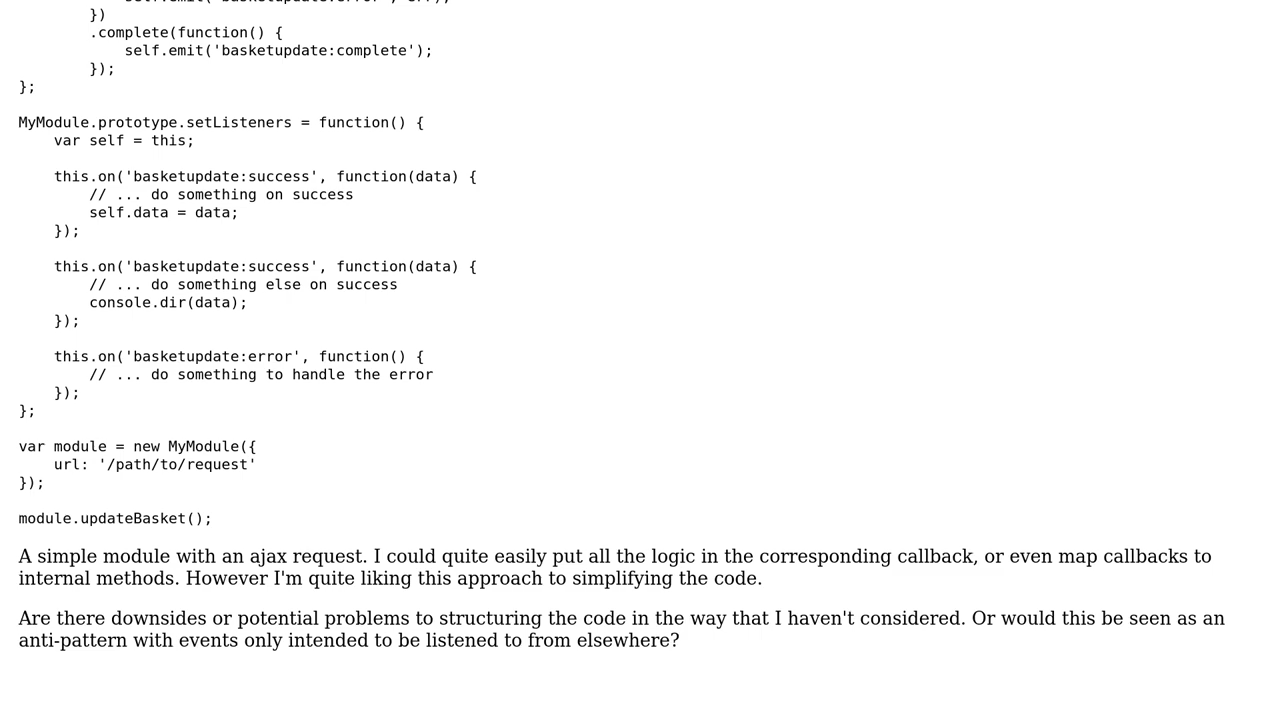 })
.complete(function() {
self.emit('basketupdate:complete');
});
};
MyModule.prototype.setListeners = function() {
var self = this;
this.on('basketupdate:success', function(data) {
// ... do something on success
self.data = data;
});
this.on('basketupdate:success', function(data) {
// ... do something else on success
console.dir(data);
});
this.on('basketupdate:error', function() {
// ... do something to handle the error
});
};
var module = new MyModule({
url: '/path/to/request'
});
module.updateBasket();
A simple module with an ajax request. I could quite easily put all the logic in the corresponding callback, or even map callbacks to
internal methods. However I'm quite liking this approach to simplifying the code.
Are there downsides or potential problems to structuring the code in the way that I haven't considered. Or would this be seen as an
anti-pattern with events only intended to be listened to from elsewhere?